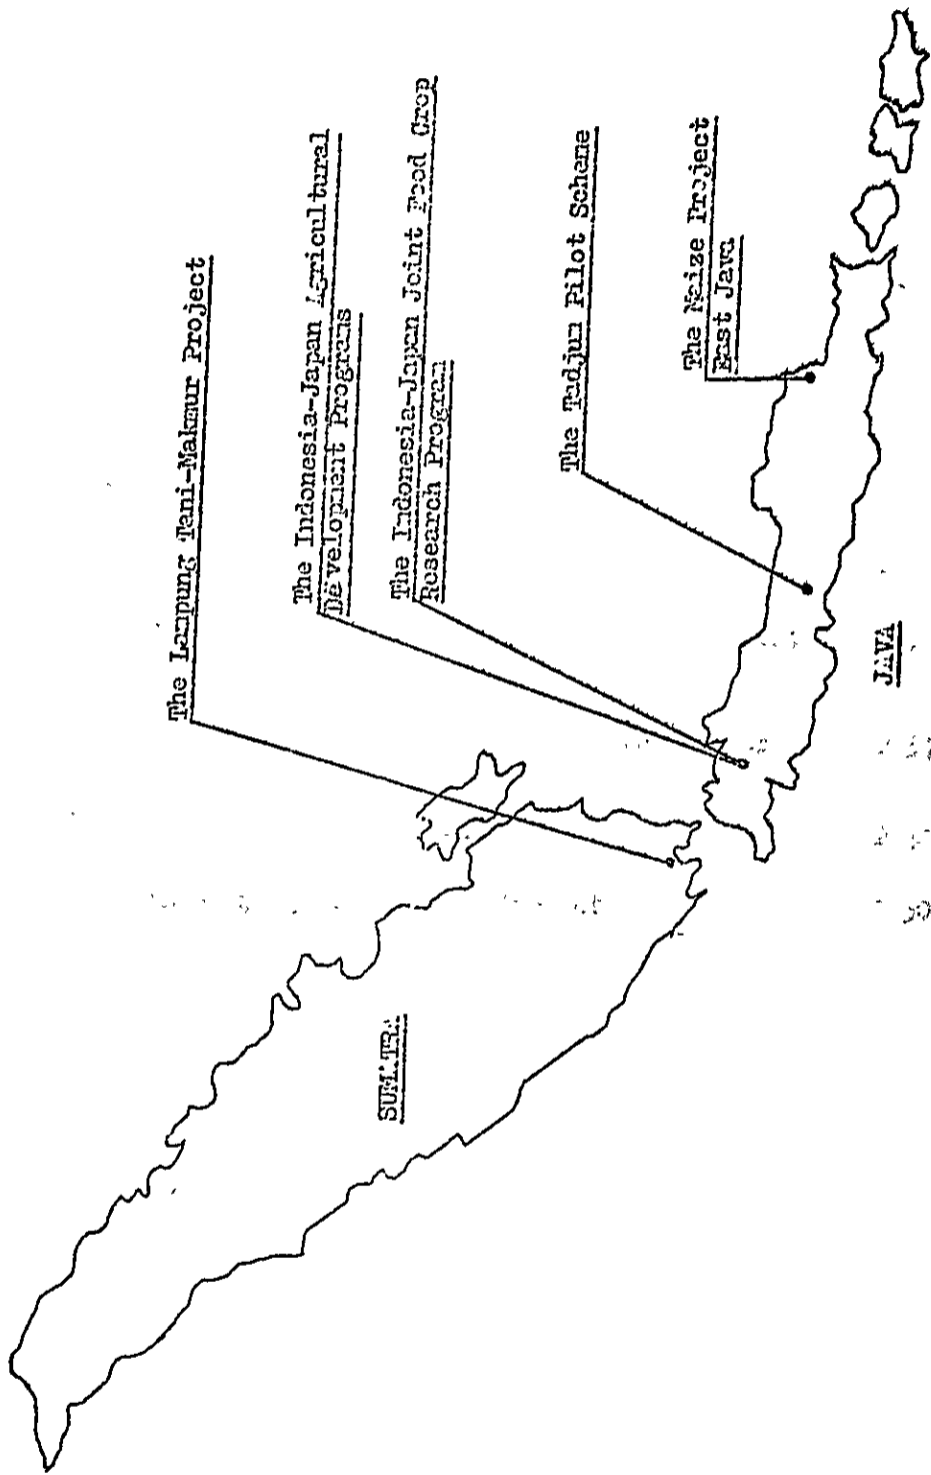 The Lampung Tani-Makmur Project
The Indonesia-Japan Agricultural
Development Programs
The Indonesia-Japan Joint Food Crop
Research Program
The Tadjum Pilot Scheme
The Maize Project
East Java
SUMATRA
JAVA